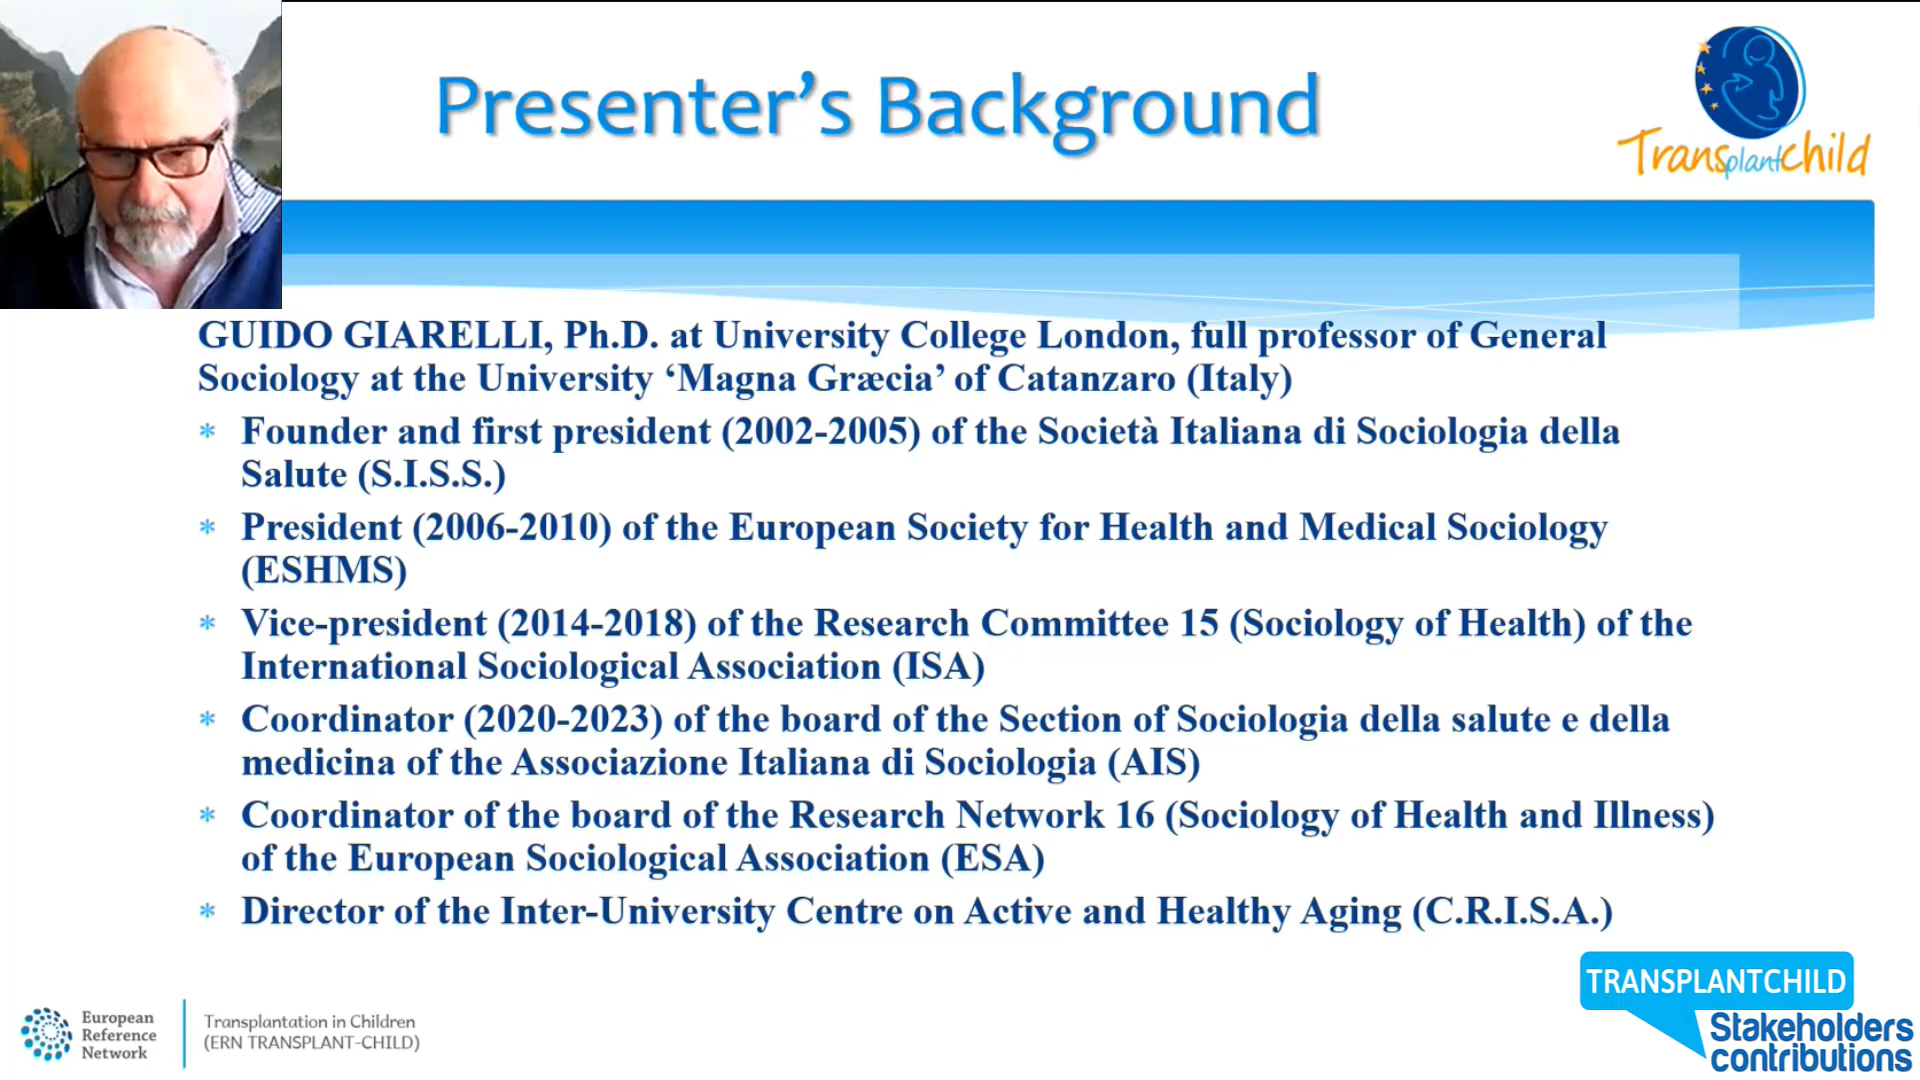 Presenter’s Background
Transplantchild
GUIDO GIARELLI, Ph.D. at University College London, full professor of General
Sociology at the University ‘Magna Græcia’ of Catanzaro (Italy)
* Founder and first president (2002-2005) of the Società Italiana di Sociologia della
Salute (S.I.S.S.)
* President (2006-2010) of the European Society for Health and Medical Sociology
(ESHMS)
* Vice-president (2014-2018) of the Research Committee 15 (Sociology of Health) of the
International Sociological Association (ISA)
* Coordinator (2020-2023) of the board of the Section of Sociologia della salute e della
medicina of the Associazione Italiana di Sociologia (AIS)
* Coordinator of the board of the Research Network 16 (Sociology of Health and Illness)
of the European Sociological Association (ESA)
* Director of the Inter-University Centre on Active and Healthy Aging (C.R.I.S.A.)
European
Reference
Network
Transplantation in Children
(ERN TRANSPLANT-CHILD)
TRANSPLANTCHILD
Stakeholders
contributions